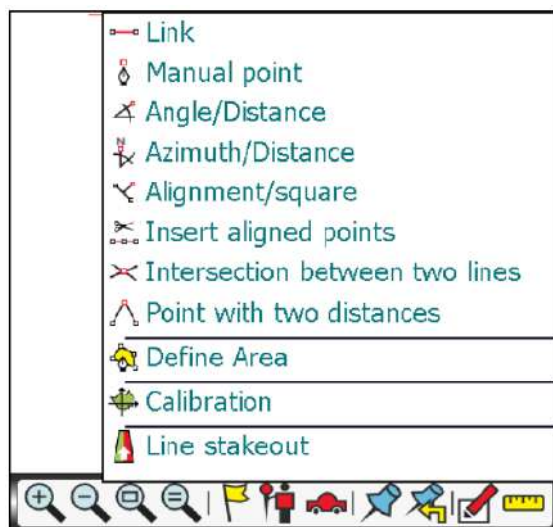 Link
Manual point
Angle/Distance
N
Azimuth/Distance
Alignment/square
Insert aligned points
Intersection between two lines
Point with two distances
Define Area
Calibration
Line stakeout